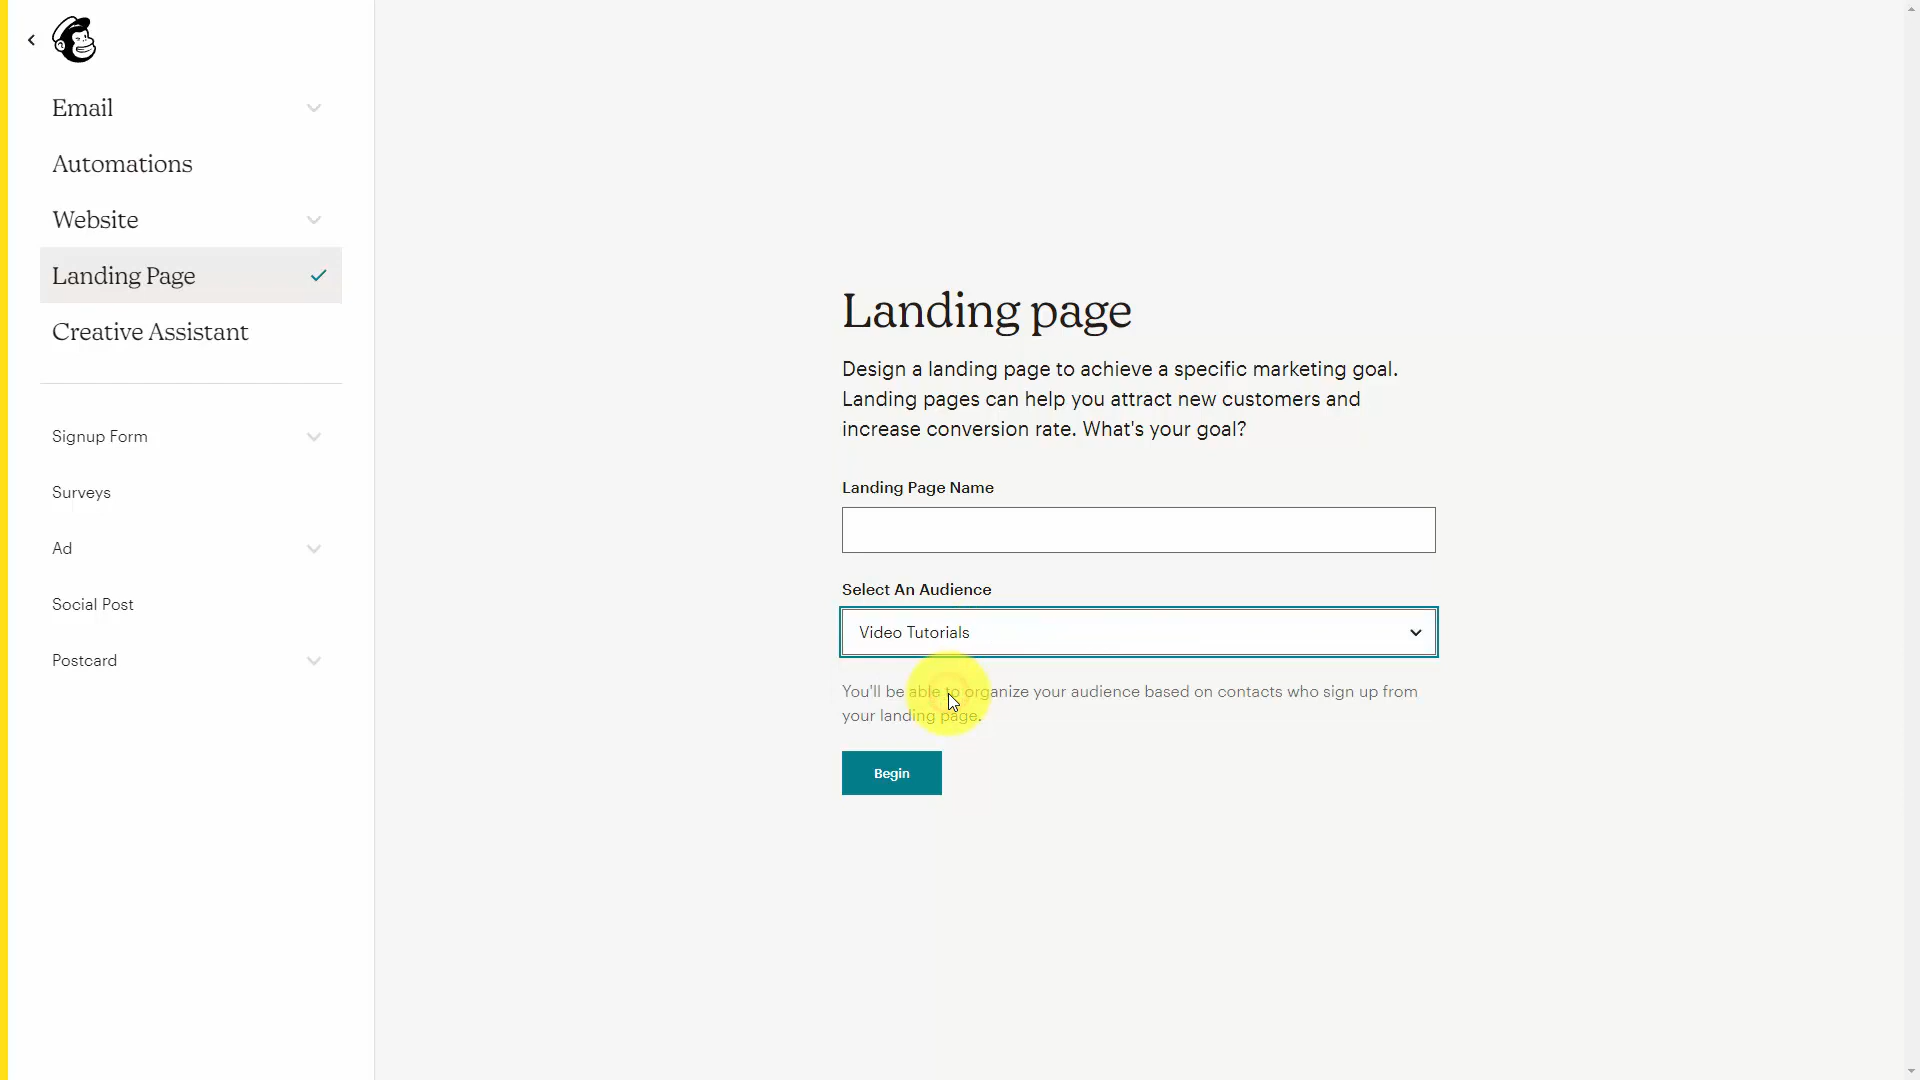 Email
Automations
Website
Landing Page
Creative Assistant
Signup Form
Surveys
Ad
Social Post
Postcard
Landing page
Design a landing page to achieve a specific marketing goal.
Landing pages can help you attract new customers and
increase conversion rate. What's your goal?
Landing Page Name
Select An Audience
Video Tutorials
You'll be able to organize your audience based on contacts who sign up from
your landing page.
Begin